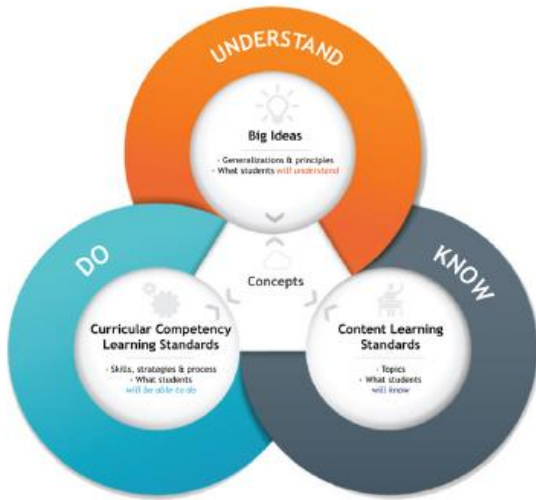 UNDERSTAND
Big Ideas
- Generalizations & principles
- What students will understand
DO
KNOW
Concepts
Curricular Competency
Learning Standards
- Skills, strategies & process
- What students
will be able to do
Content Learning
Standards
- Topics
- What students
will know